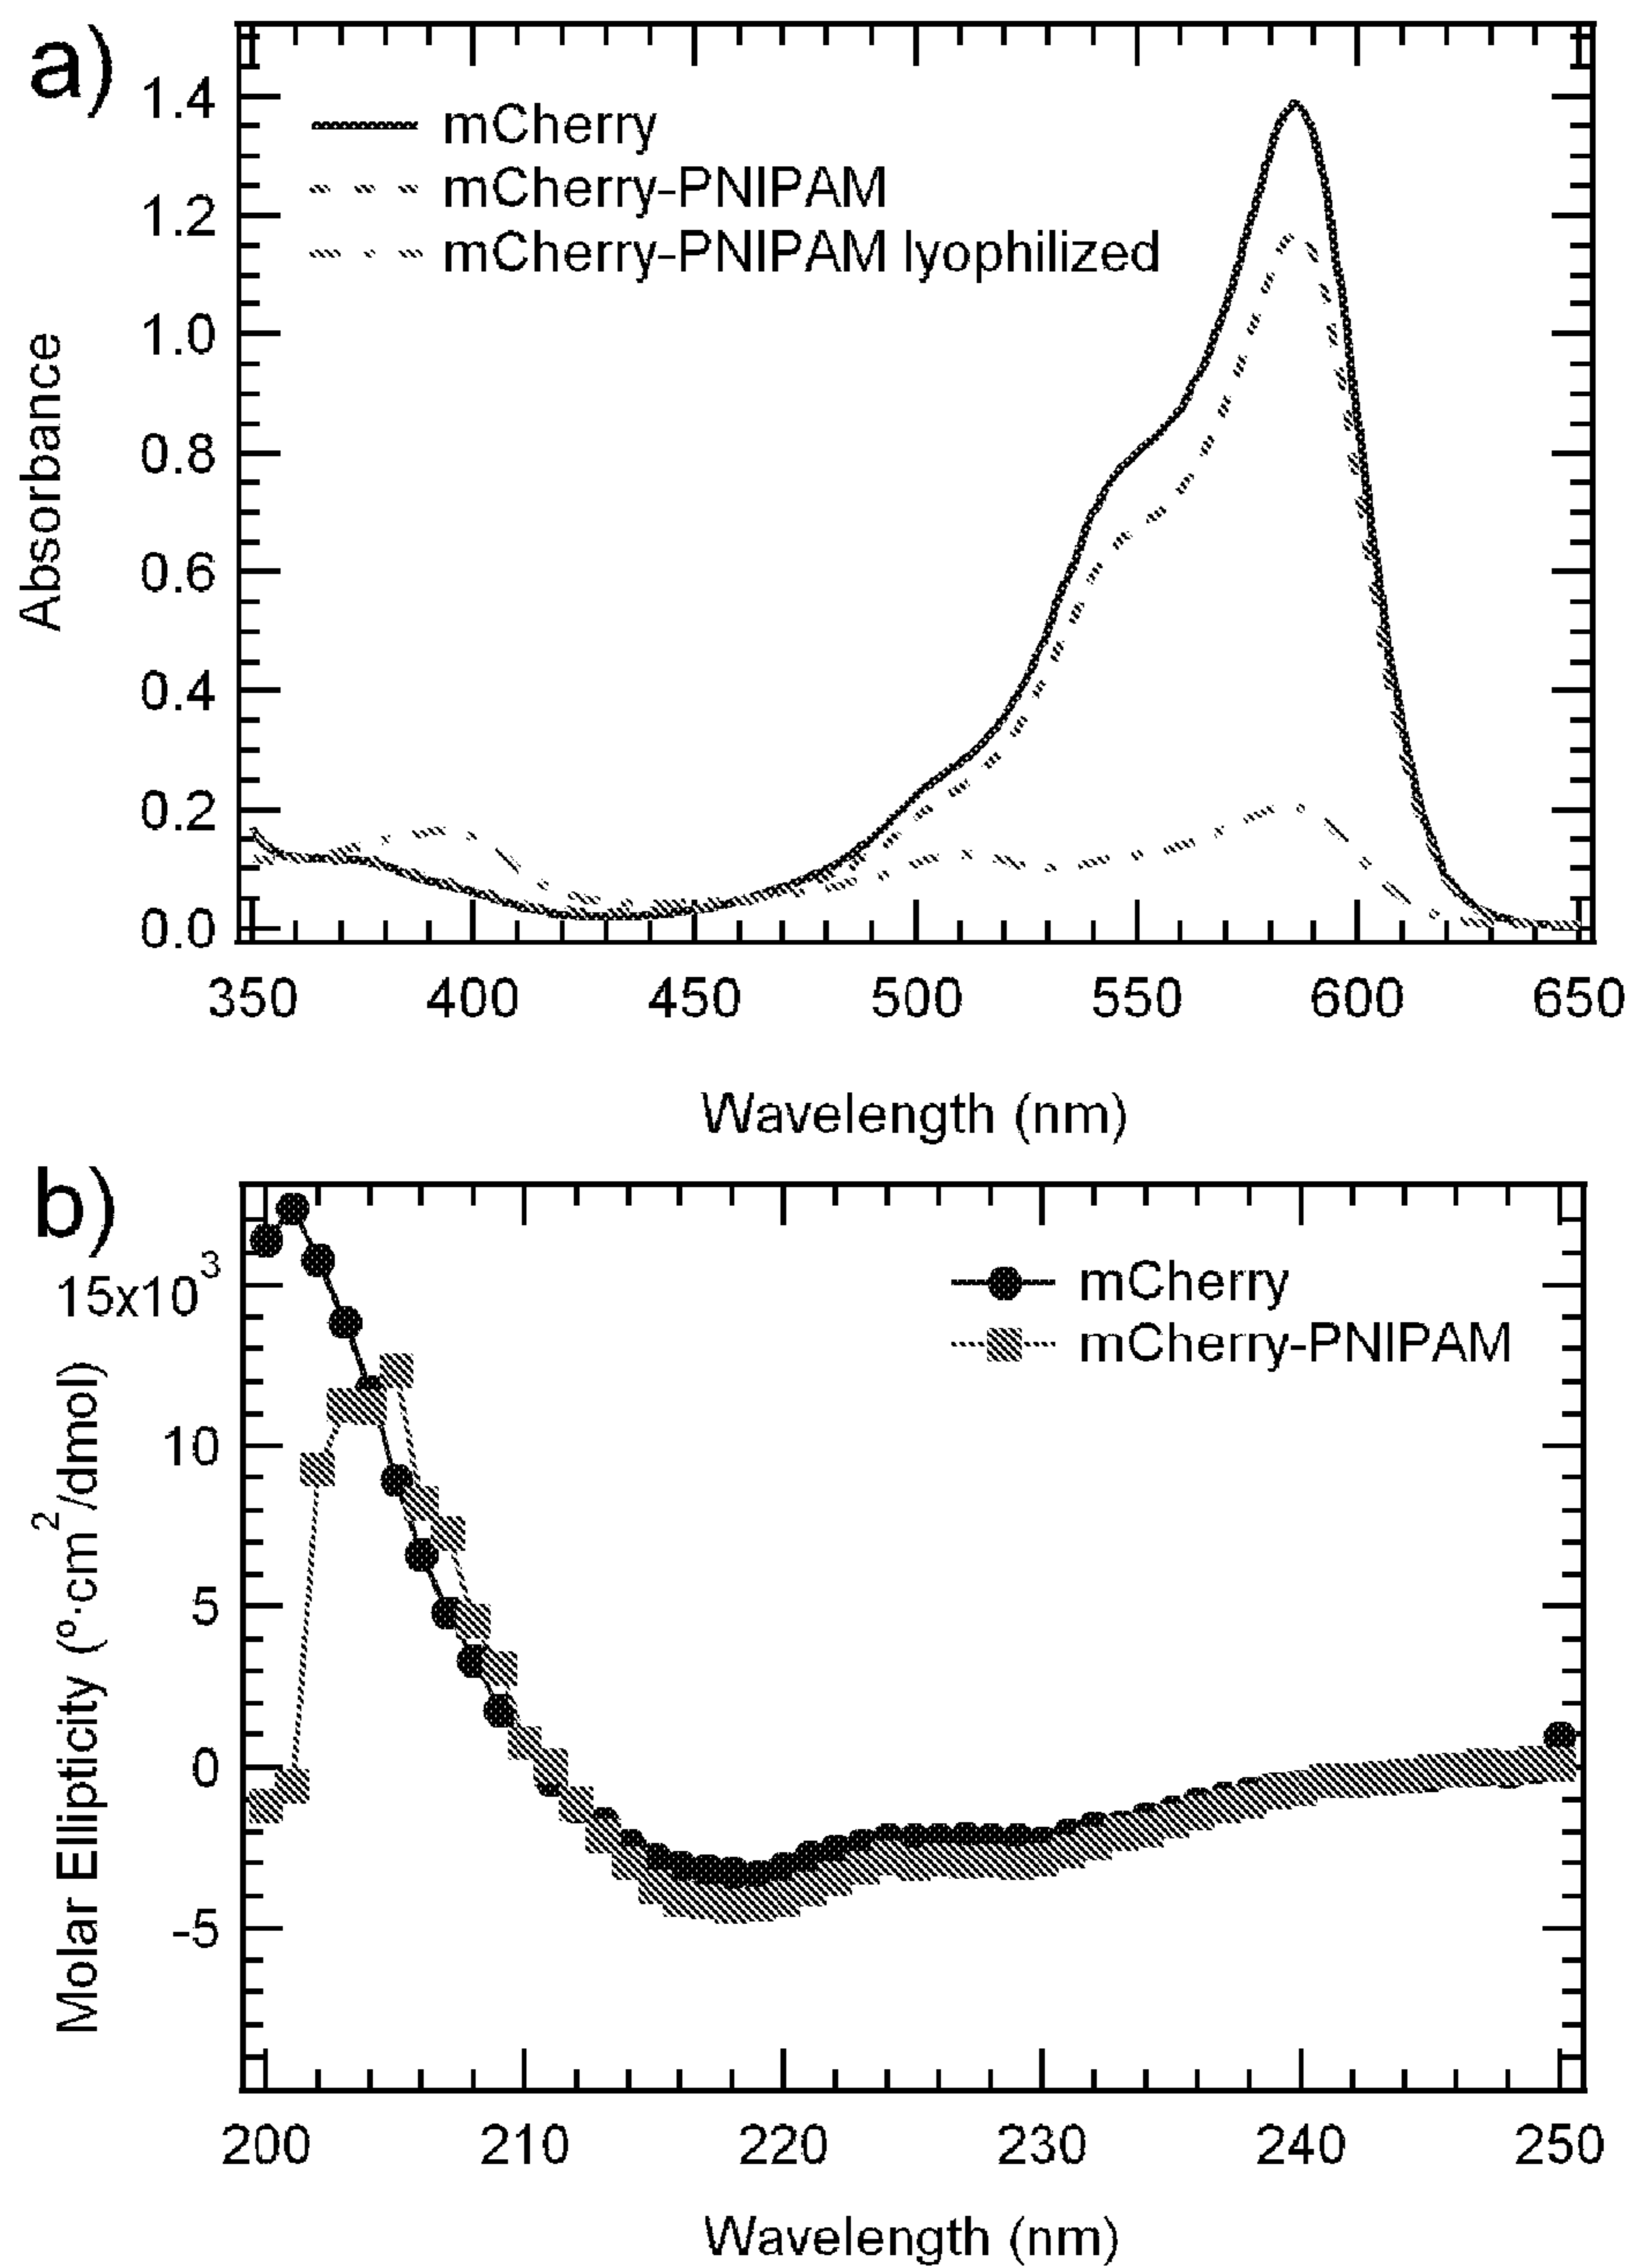 a)
mCherry
mCherry-PNIPAM
mCherry-PNIPAM lyophilized
Absorbance
1.4
1.2
1.0
0.8
0.6
0.4
0.2
0.0
350 400 450 500 550 600 650
Wavelength (nm)
b)
mCherry
mCherry-PNIPAM
Molar Ellipticity (º·cm²/dmol)
15x10³
10
5
0
-5
200 210 220 230 240 250
Wavelength (nm)